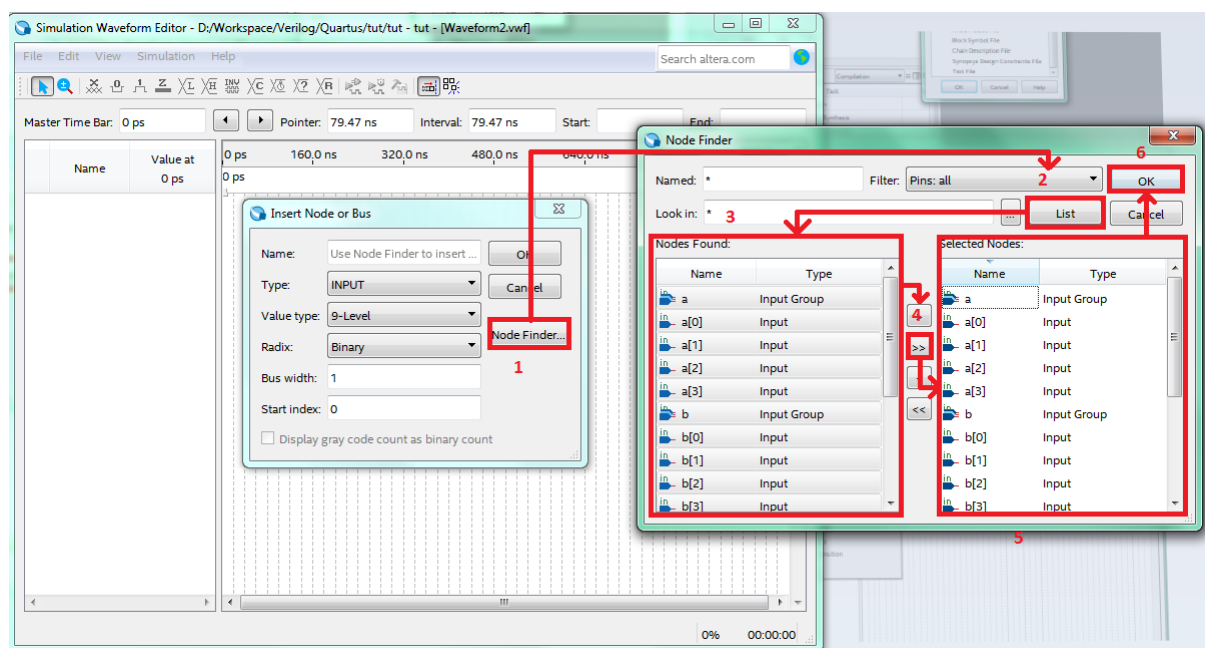 Simulation Waveform Editor - D:/Workspace/Verilog/Quartus/tut/tut - tut - [Waveform2.vwf]
File Edit View Simulation Help
Search altera.com
Master Time Bar: 0 ps
Pointer: 79.47 ns
Interval: 79.47 ns
Start:
End:
Name
Value at
0 ps
0 ps 160.0 ns 320.0 ns 480.0 ns 640.0 ns
0 ps
Insert Node or Bus
Name: Use Node Finder to insert ...
OK
Type: INPUT
Cancel
Value type: 9-Level
Node Finder...
Radix: Binary
1
Bus width: 1
Start index: 0
Display gray code count as binary count
0% 00:00:00
Block Symbol File
Chain Description File
Synopsys Design Constraints File
Text File
OK Cancel Help
Compilation
Task
Node Finder
6
Named: *
Filter: Pins: all
2
OK
Look in: *
3
...
List
Cancel
Nodes Found:
Name Type
a Input Group
a[0] Input
a[1] Input
a[2] Input
a[3] Input
b Input Group
b[0] Input
b[1] Input
b[2] Input
b[3] Input
4
>>
<<
Selected Nodes:
Name Type
a Input Group
a[0] Input
a[1] Input
a[2] Input
a[3] Input
b Input Group
b[0] Input
b[1] Input
b[2] Input
b[3] Input
5